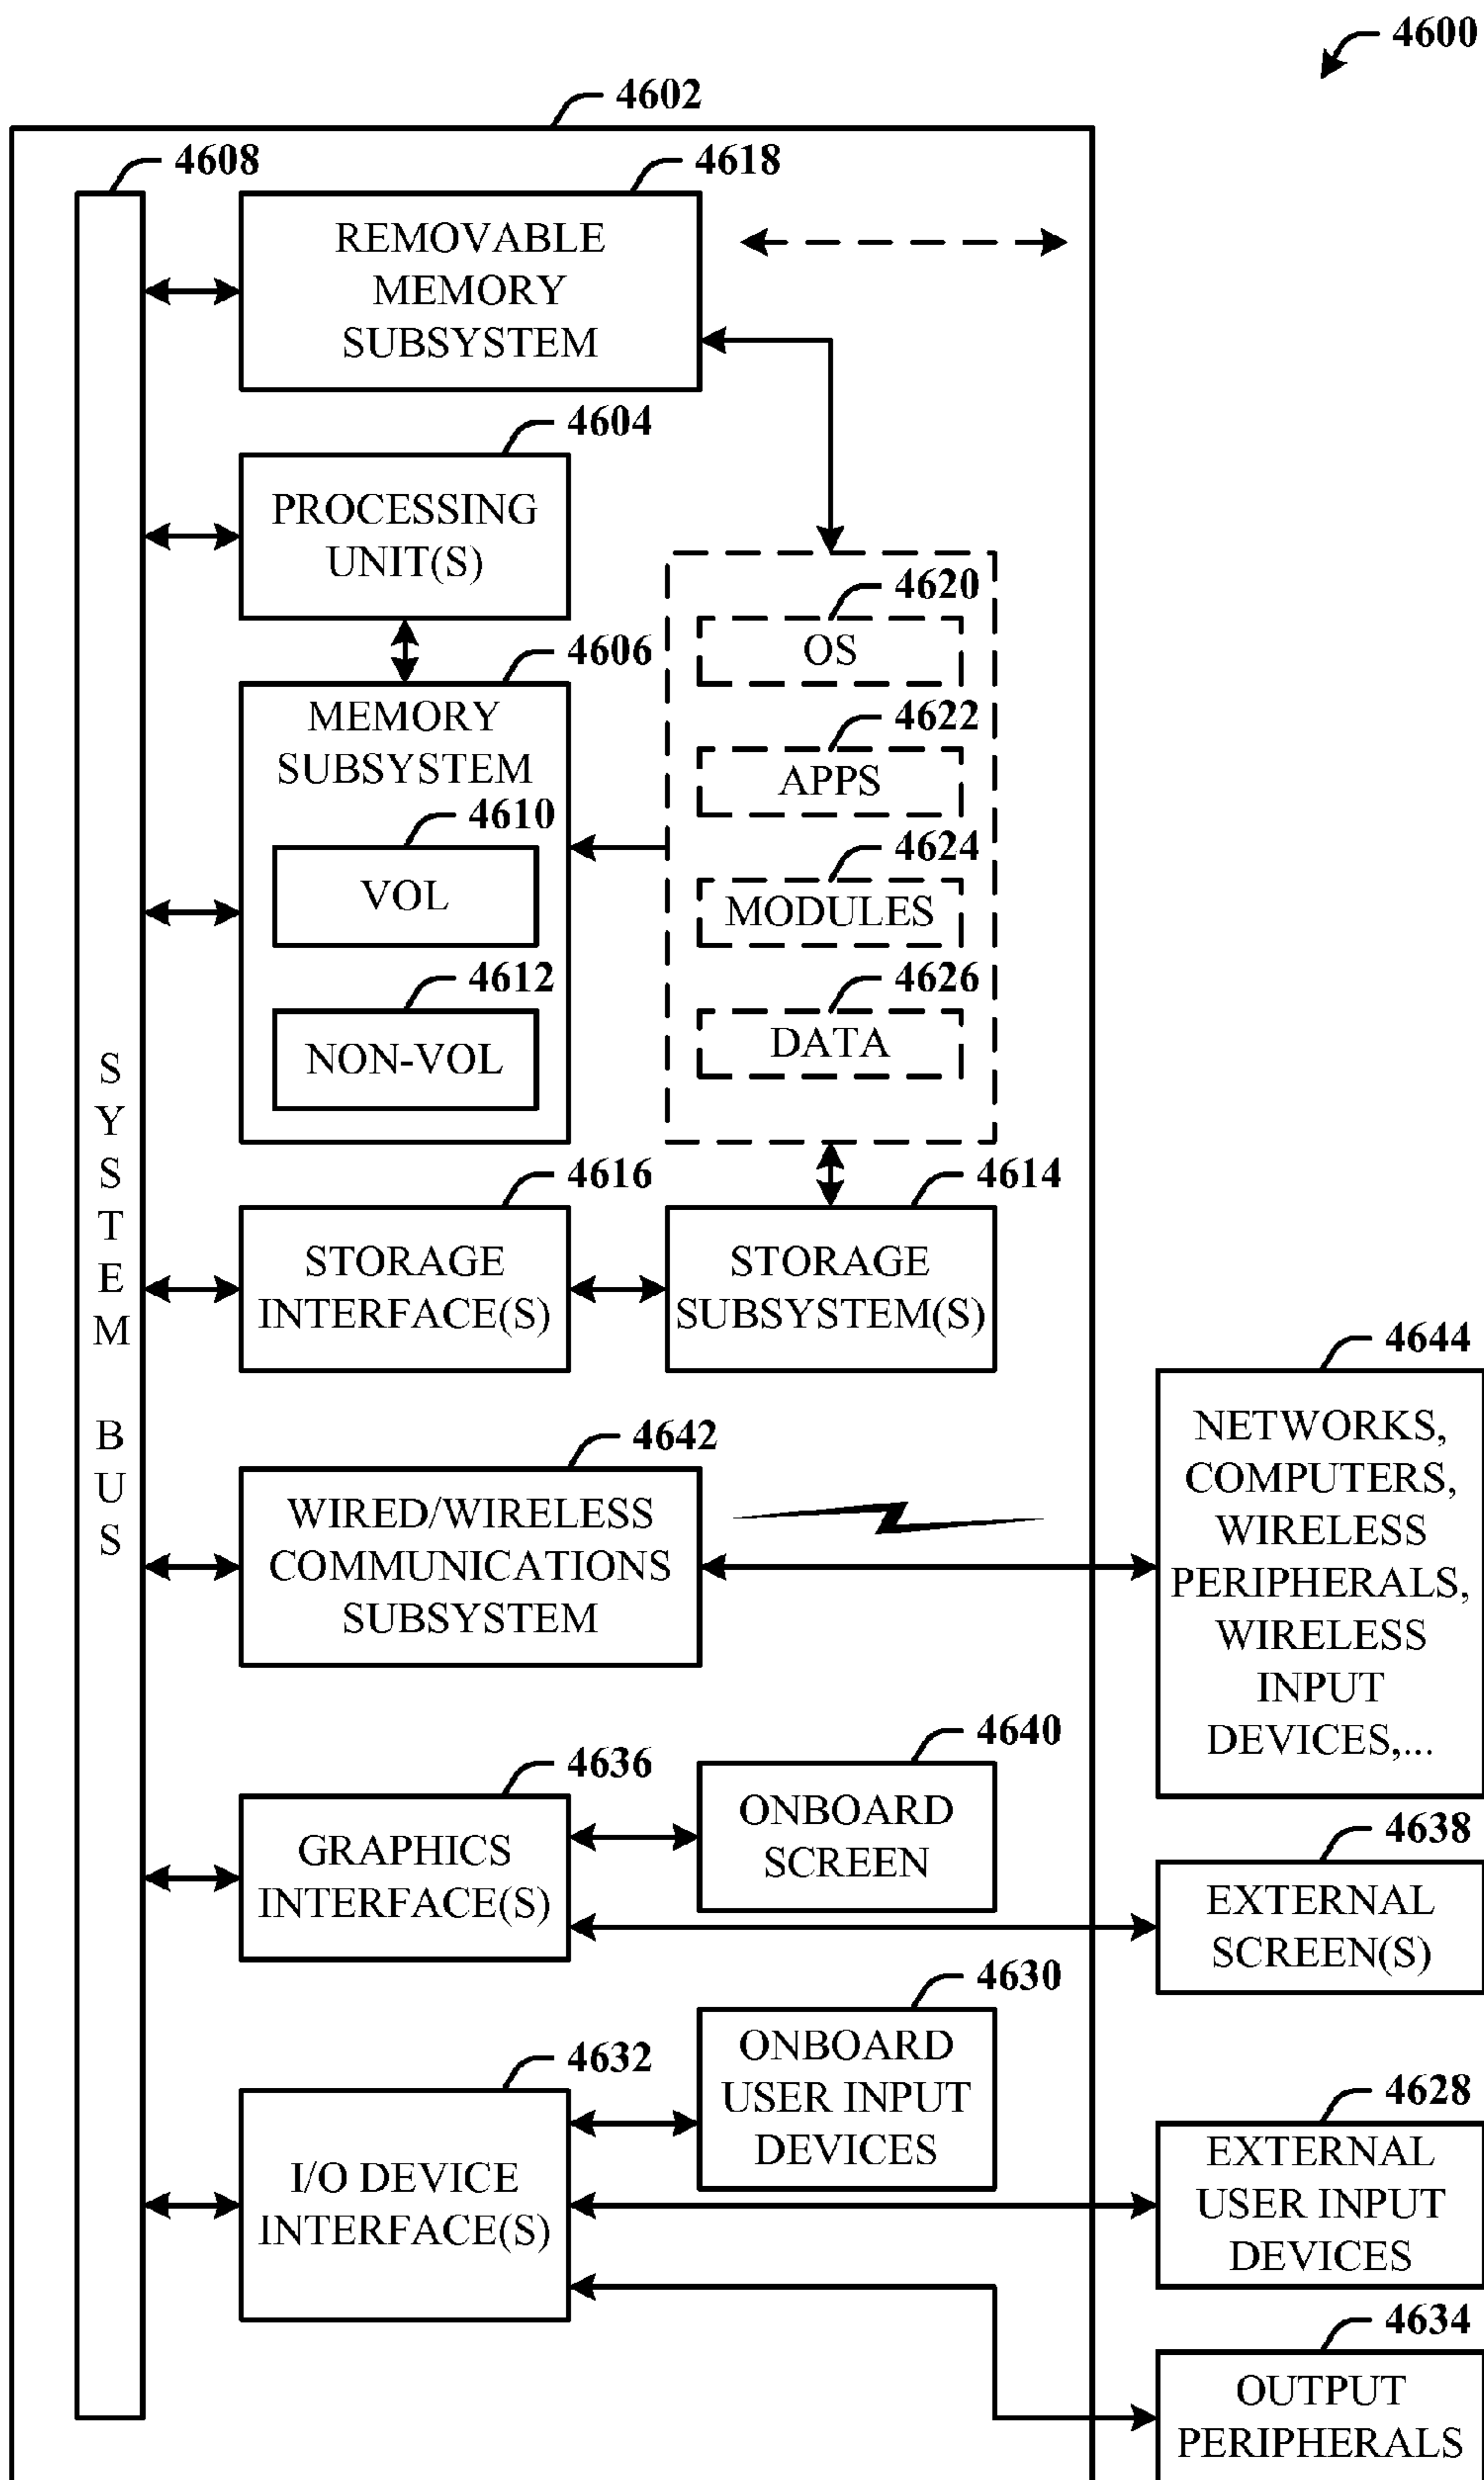 4600
4602
4608
4618
REMOVABLE
MEMORY
SUBSYSTEM
4604
PROCESSING
UNIT(S)
4620
OS
4606
MEMORY
SUBSYSTEM
4622
APPS
4610
VOL
4624
MODULES
4612
NON-VOL
4626
DATA
SYSTEM BUS
4616
STORAGE
INTERFACE(S)
4614
STORAGE
SUBSYSTEM(S)
4644
NETWORKS,
COMPUTERS,
WIRELESS
PERIPHERALS,
WIRELESS
INPUT
DEVICES,...
4642
WIRED/WIRELESS
COMMUNICATIONS
SUBSYSTEM
4640
ONBOARD
SCREEN
4636
GRAPHICS
INTERFACE(S)
4638
EXTERNAL
SCREEN(S)
4630
ONBOARD
USER INPUT
DEVICES
4632
I/O DEVICE
INTERFACE(S)
4628
EXTERNAL
USER INPUT
DEVICES
4634
OUTPUT
PERIPHERALS